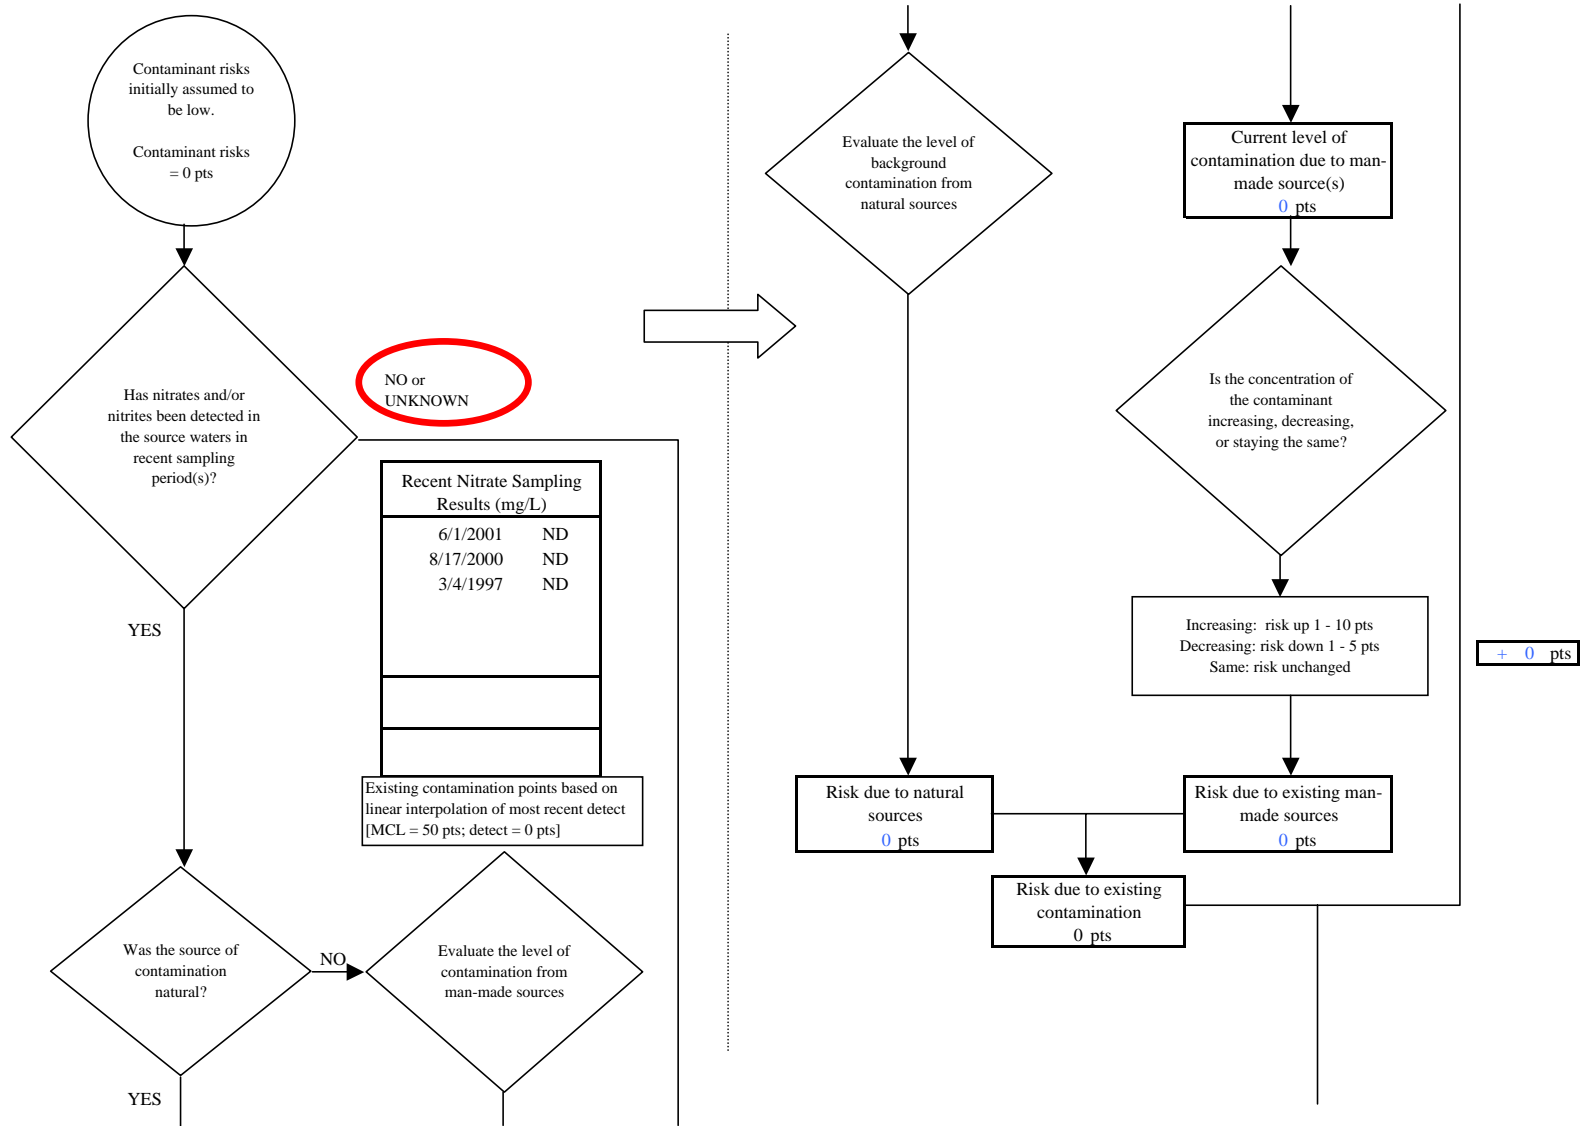 Contaminant risks
initially assumed to
be low.
Contaminant risks
= 0 pts
Has nitrates and/or
nitrites been detected in
the source waters in
recent sampling
period(s)?
NO or
UNKNOWN
Recent Nitrate Sampling
Results (mg/L)
6/1/2001 ND
8/17/2000 ND
3/4/1997 ND
YES
Existing contamination points based on
linear interpolation of most recent detect
[MCL = 50 pts; detect = 0 pts]
Was the source of
contamination
natural?
NO
Evaluate the level of
contamination from
man-made sources
YES
Evaluate the level of
background
contamination from
natural sources
Current level of
contamination due to man-
made source(s)
0 pts
Is the concentration of
the contaminant
increasing, decreasing,
or staying the same?
Increasing: risk up 1 - 10 pts
Decreasing: risk down 1 - 5 pts
Same: risk unchanged
+ 0 pts
Risk due to natural
sources
0 pts
Risk due to existing man-
made sources
0 pts
Risk due to existing
contamination
0 pts